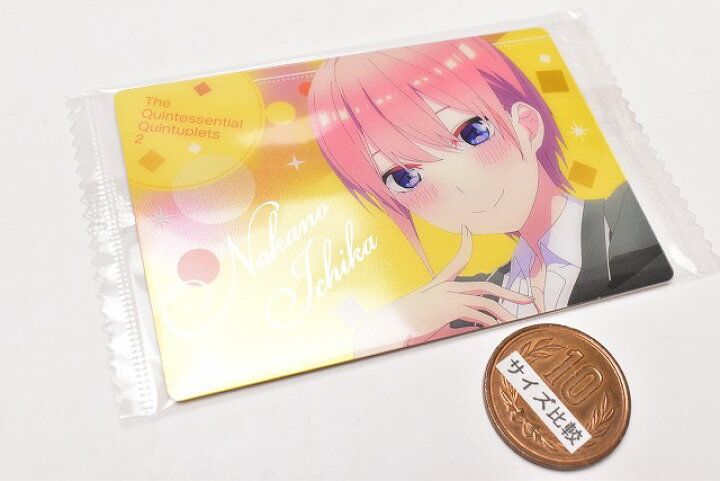 The
Quintessential
Quintuplets
2
Nakano
Ichika
10
サイズ比較